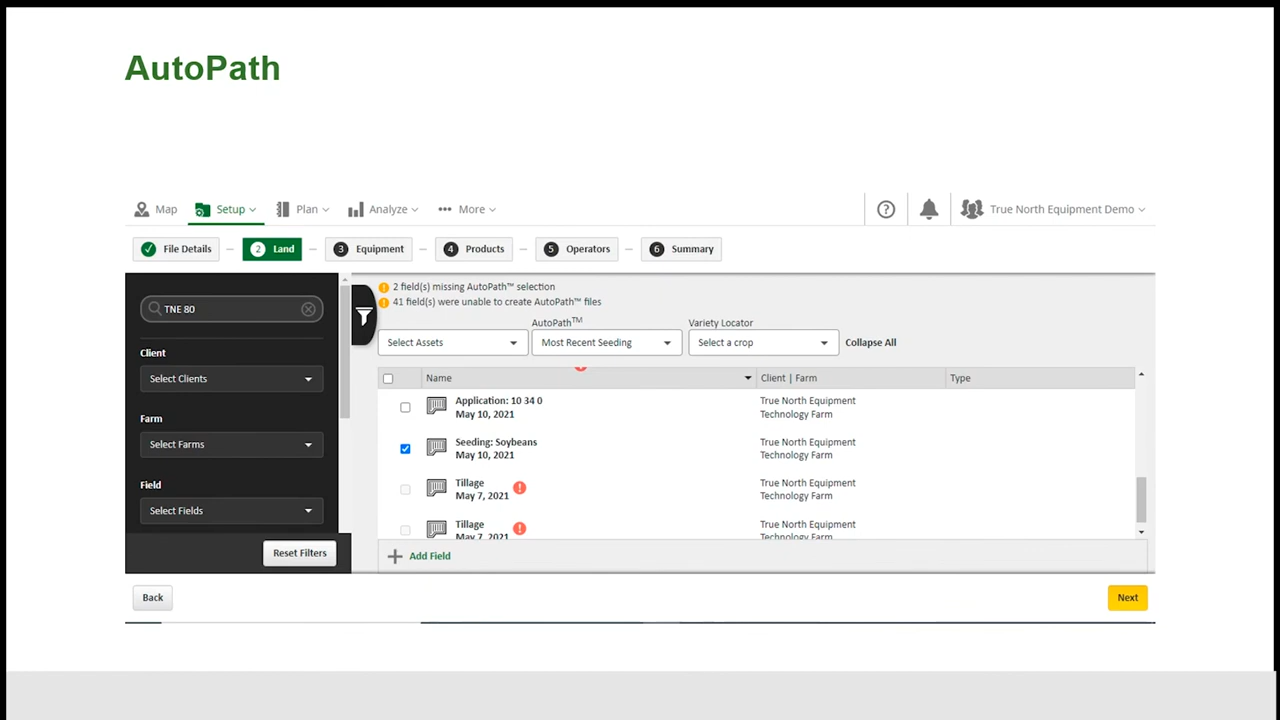 AutoPath
Map Setup Plan Analyze More ? True North Equipment Demo
File Details 2 Land 3 Equipment 4 Products 5 Operators 6 Summary
TNE 80
Client
Select Clients
Farm
Select Farms
Field
Select Fields
Reset Filters
2 field(s) missing AutoPath™ selection
41 field(s) were unable to create AutoPath™ files
AutoPath™ Variety Locator
Select Assets Most Recent Seeding Select a crop Collapse All
Name Client | Farm Type
Application: 10 34 0 True North Equipment
May 10, 2021 Technology Farm
Seeding: Soybeans True North Equipment
May 10, 2021 Technology Farm
Tillage True North Equipment
May 7, 2021 Technology Farm
Tillage True North Equipment
May 7, 2021 Technology Farm
Add Field
Back Next